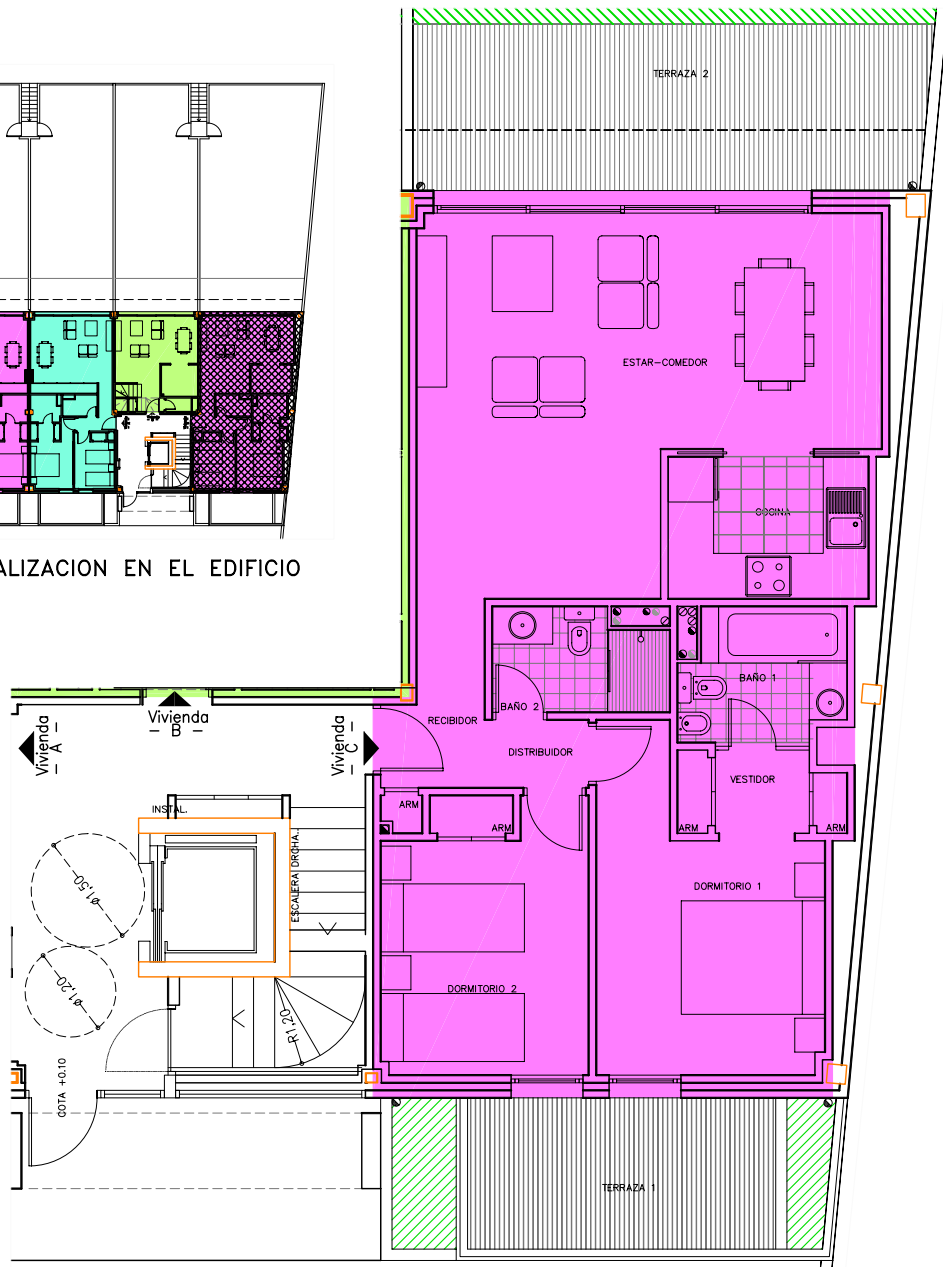 TERRAZA 2
ESTAR-COMEDOR
COCINA
ALIZACION EN EL EDIFICIO
BAÑO 1
BAÑO 2
RECIBIDOR
DISTRIBUIDOR
VESTIDOR
Vivienda
- A -
Vivienda
- B -
Vivienda
- C -
INSTAL.
ARM
ARM
ARM
ARM
ESCALERA DRCHA.
ø1,50
ø1,20
R1,20
DORMITORIO 1
DORMITORIO 2
COTA +0.10
TERRAZA 1